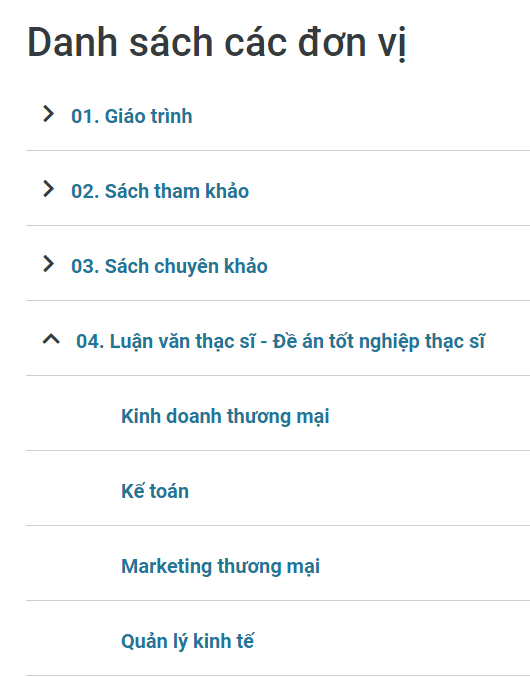 Danh sách các đơn vị
01. Giáo trình
02. Sách tham khảo
03. Sách chuyên khảo
04. Luận văn thạc sĩ - Đề án tốt nghiệp thạc sĩ
Kinh doanh thương mại
Kế toán
Marketing thương mại
Quản lý kinh tế